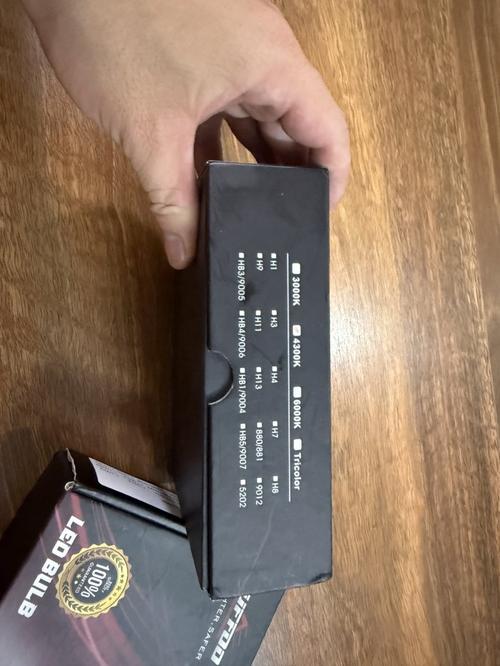 3000K 4300K 6000K Tricolor
H1 H3 H4 H7 H8
H9 H11 H13 880/881 9012
HB3/9005 HB4/9006 HB1/9004 HB5/9007 5202
LED BULB
100%